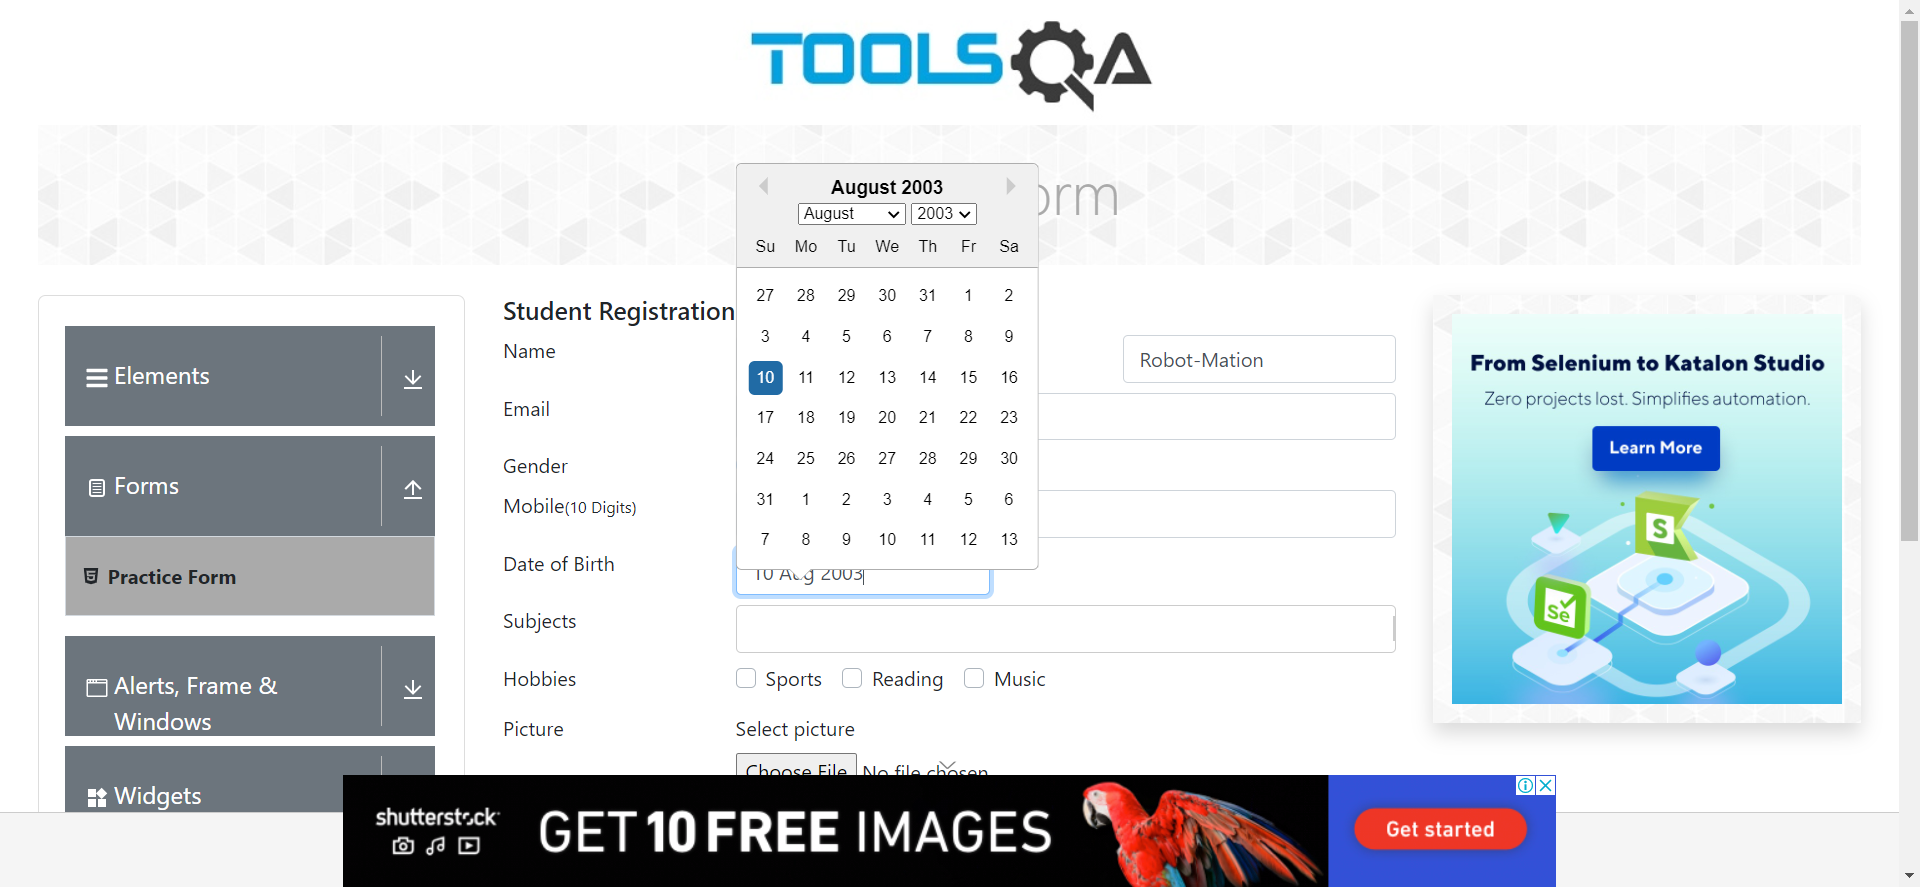 TOOLSQA
orm
August 2003
August 2003
Su Mo Tu We Th Fr Sa
27 28 29 30 31 1 2
3 4 5 6 7 8 9
10 11 12 13 14 15 16
17 18 19 20 21 22 23
24 25 26 27 28 29 30
31 1 2 3 4 5 6
7 8 9 10 11 12 13
Elements
Forms
Practice Form
Alerts, Frame &
Windows
Widgets
Student Registration
Name
Robot-Mation
Email
Gender
Mobile(10 Digits)
Date of Birth
10 Aug 2003
Subjects
Hobbies
Sports
Reading
Music
Picture
Select picture
Choose File No file chosen
From Selenium to Katalon Studio
Zero projects lost. Simplifies automation.
Learn More
S
Se
shutterstock
GET 10 FREE IMAGES
Get started